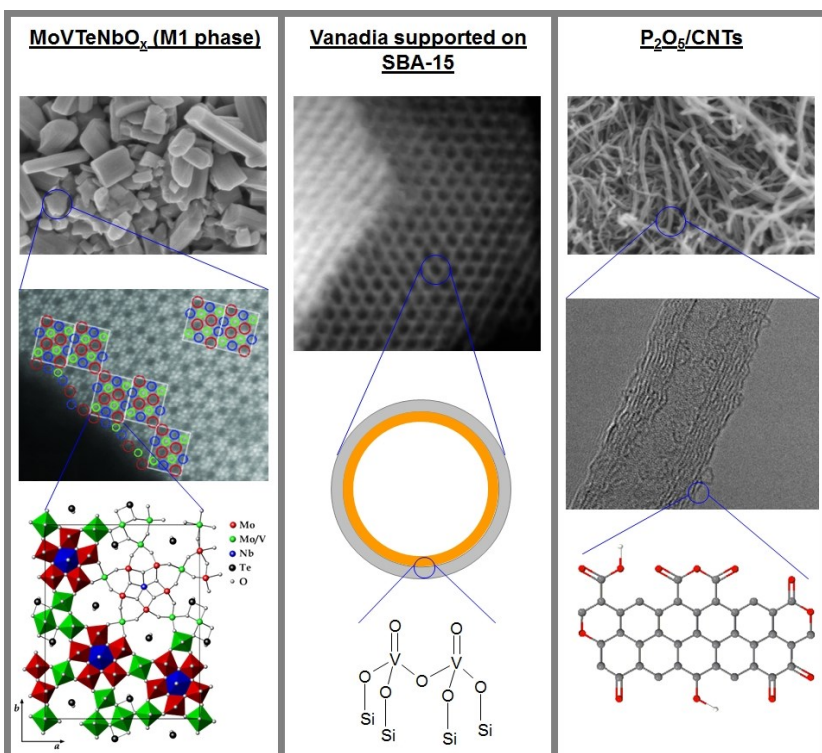 MoVTeNbOₓ (M1 phase)
Vanadia supported on
SBA-15
P₂O₅/CNTs
Mo
Mo/V
Nb
Te
O
b
a
O O
V V
O O O O O
Si Si Si Si